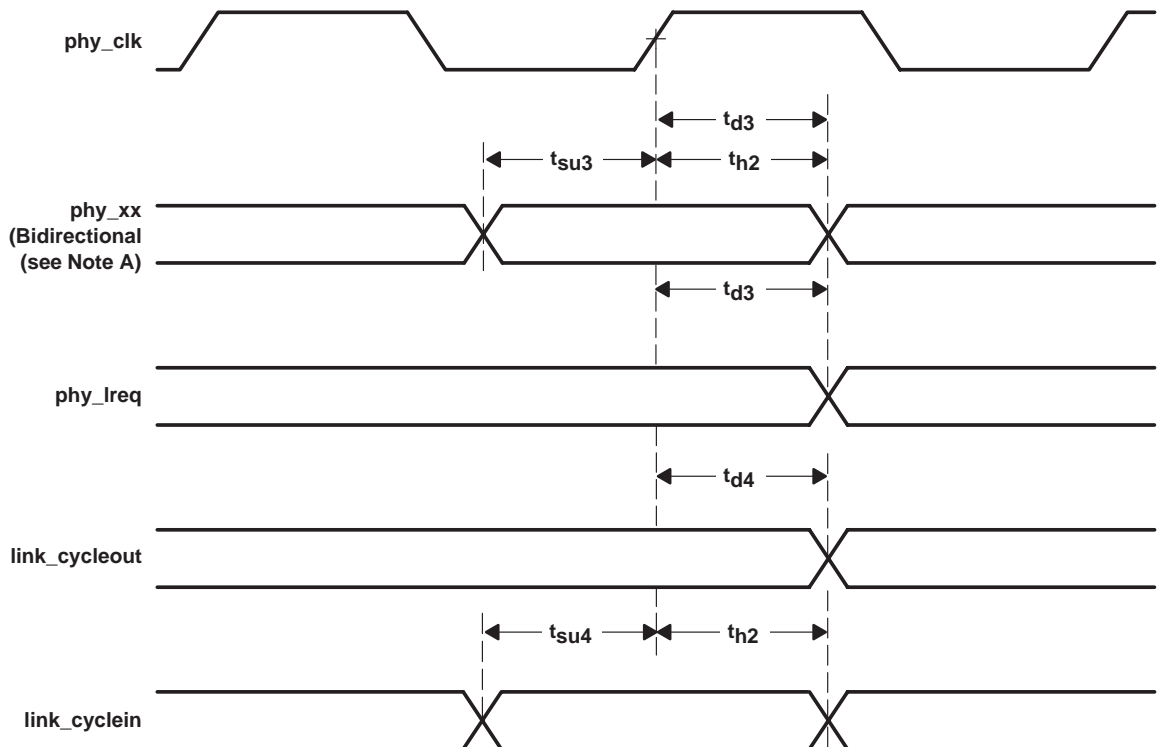 phy_clk
td3
tsu3
th2
phy_xx
(Bidirectional
(see Note A)
td3
phy_lreq
td4
link_cycleout
tsu4
th2
link_cyclein